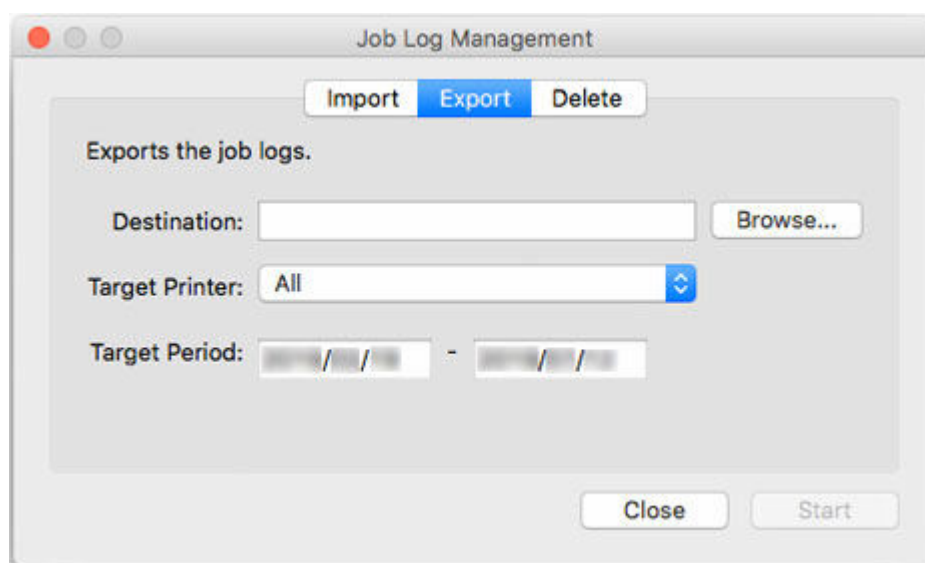 Job Log Management
Import Export Delete
Exports the job logs.
Destination: Browse...
Target Printer: All
Target Period: / / - / /
Close Start